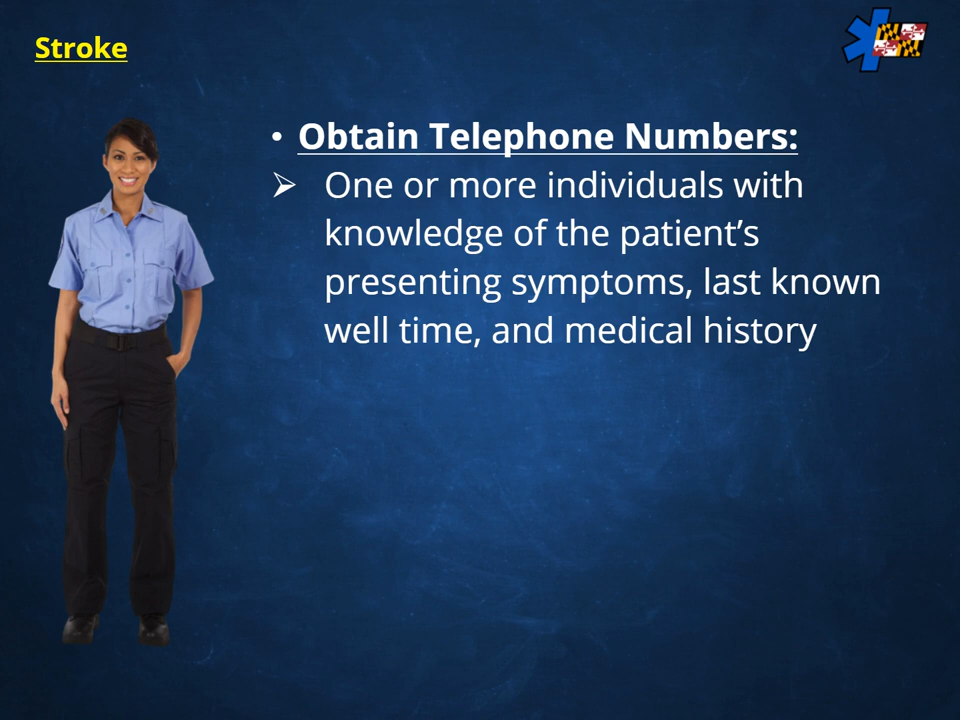 Stroke
• Obtain Telephone Numbers:
➢ One or more individuals with
knowledge of the patient’s
presenting symptoms, last known
well time, and medical history